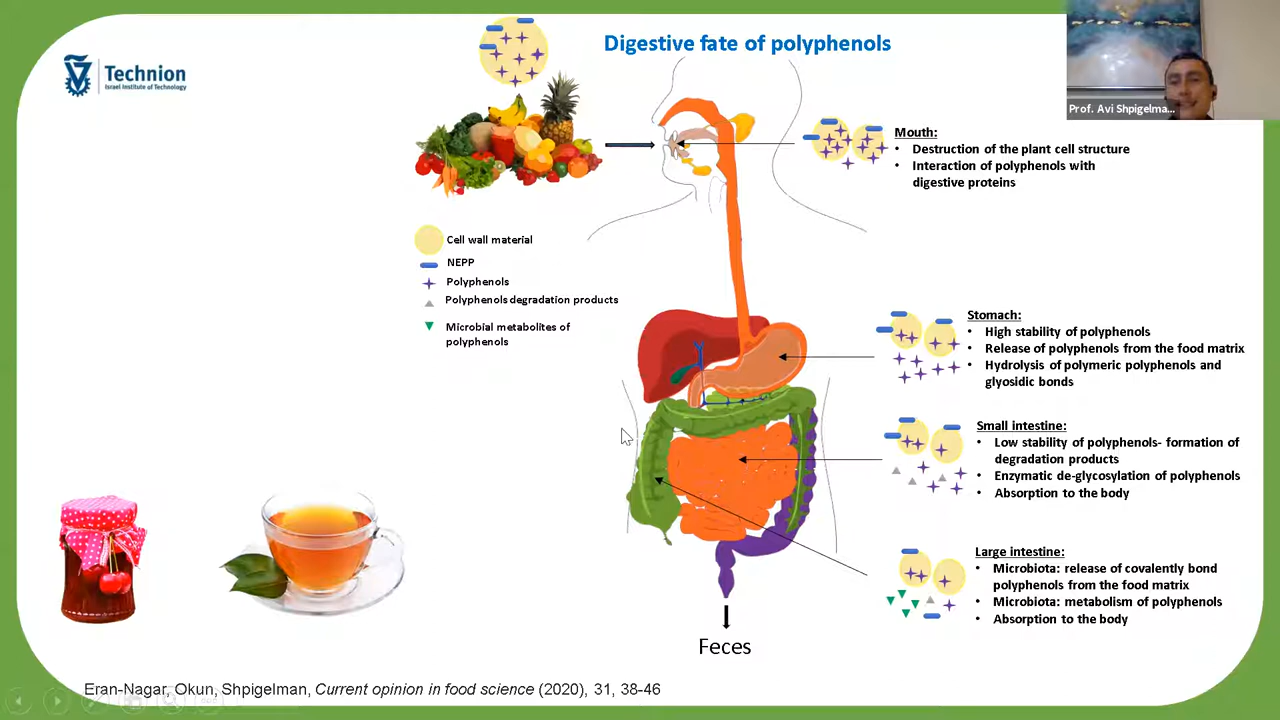 Digestive fate of polyphenols
Technion
Israel Institute of Technology
Prof. Avi Shpigelma...
Mouth:
• Destruction of the plant cell structure
• Interaction of polyphenols with
digestive proteins
Cell wall material
NEPP
Polyphenols
Polyphenols degradation products
Microbial metabolites of
polyphenols
Stomach:
• High stability of polyphenols
• Release of polyphenols from the food matrix
• Hydrolysis of polymeric polyphenols and
glyosidic bonds
Small intestine:
• Low stability of polyphenols- formation of
degradation products
• Enzymatic de-glycosylation of polyphenols
• Absorption to the body
Large intestine:
• Microbiota: release of covalently bond
polyphenols from the food matrix
• Microbiota: metabolism of polyphenols
• Absorption to the body
Feces
Eran-Nagar, Okun, Shpigelman, Current opinion in food science (2020), 31, 38-46